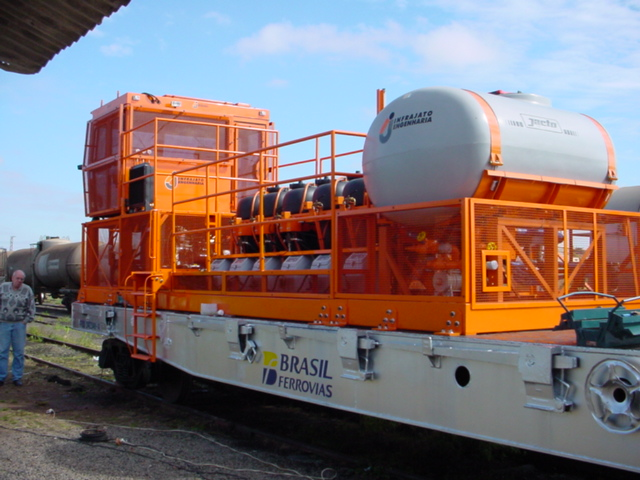 INFRAJATO
ENGENHARIA
jacto
BRASIL
FERROVIAS